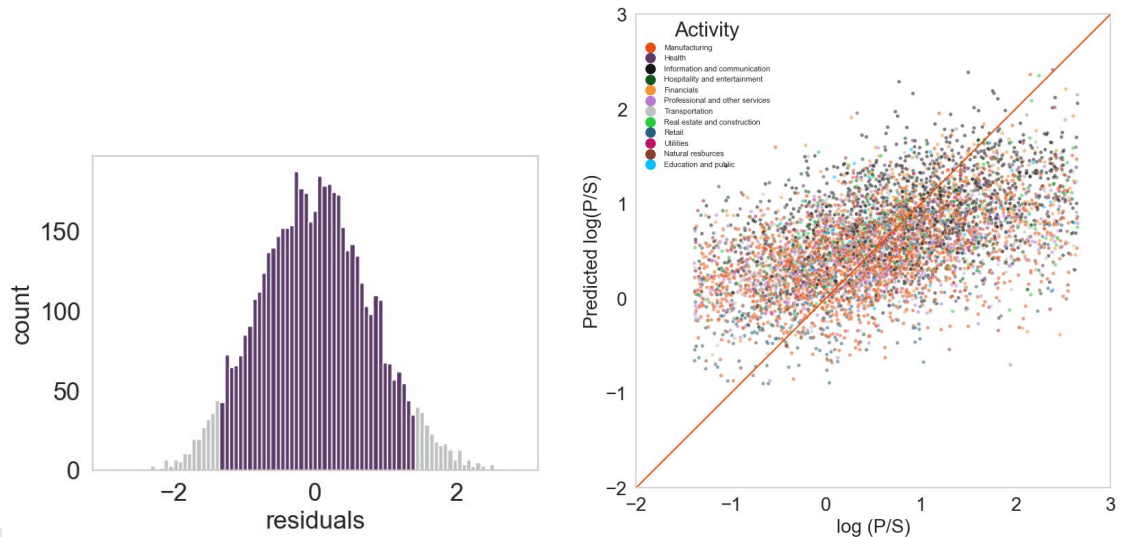 150
100
50
0
count
−2
0
2
residuals
3
2
1
0
−1
−2
Predicted log(P/S)
Activity
Manufacturing
Health
Information and communication
Hospitality and entertainment
Financials
Professional and other services
Transportation
Real estate and construction
Retail
Utilities
Natural resources
Education and public
−2
−1
0
1
2
3
log (P/S)